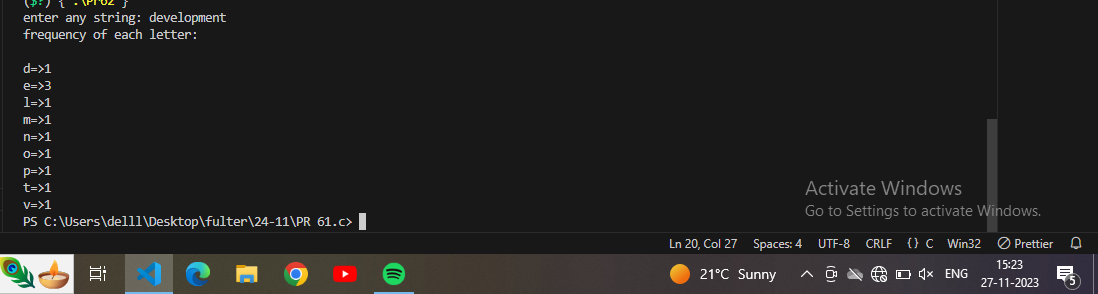 ($?) { .\Pr62 }
enter any string: development
frequency of each letter:
d=>1
e=>3
l=>1
m=>1
n=>1
o=>1
p=>1
t=>1
v=>1
PS C:\Users\delll\Desktop\fulter\24-11\PR 61.c>
Activate Windows
Go to Settings to activate Windows.
Ln 20, Col 27 Spaces: 4 UTF-8 CRLF {} C Win32 Prettier
21°C Sunny ENG 15:23
27-11-2023 5